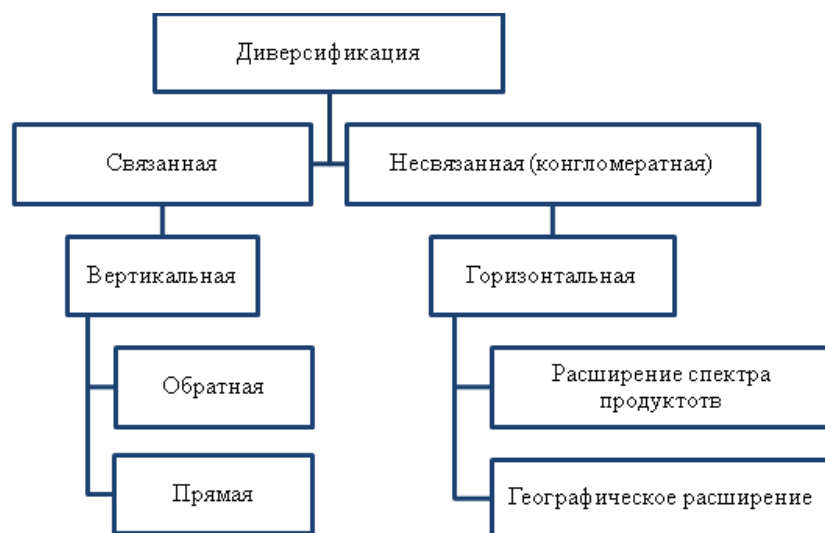 Диверсификация
Связанная
Несвязанная (конгломератная)
Вертикальная
Горизонтальная
Обратная
Расширение спектра
продуктотв
Прямая
Географическое расширение